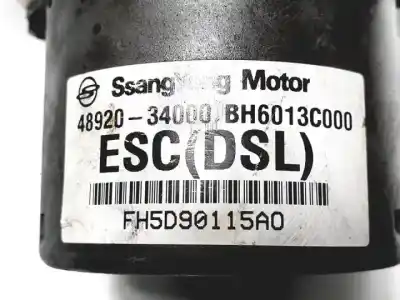 SsangYong Motor
48920-34000 BH6013C000
ESC(DSL)
FH5D90115A0